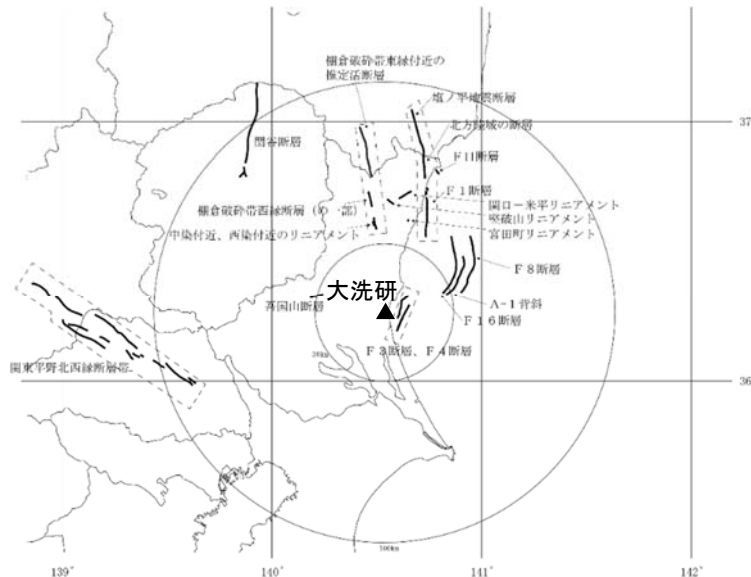 棚倉破砕帯東縁付近の
推定活断層
塩ノ平地震断層
37
北方陸域の断層
関谷断層
F11断層
F1断層
関口－米平リニアメント
棚倉破砕帯西縁断層（の一部）
竪破山リニアメント
中染付近、西染付近のリニアメント
宮田町リニアメント
F8断層
大洗研
吾国山断層
A-1背斜
F16断層
F3断層、F4断層
30km
関東平野北西縁断層帯
36
100km
139°
140°
141°
142°